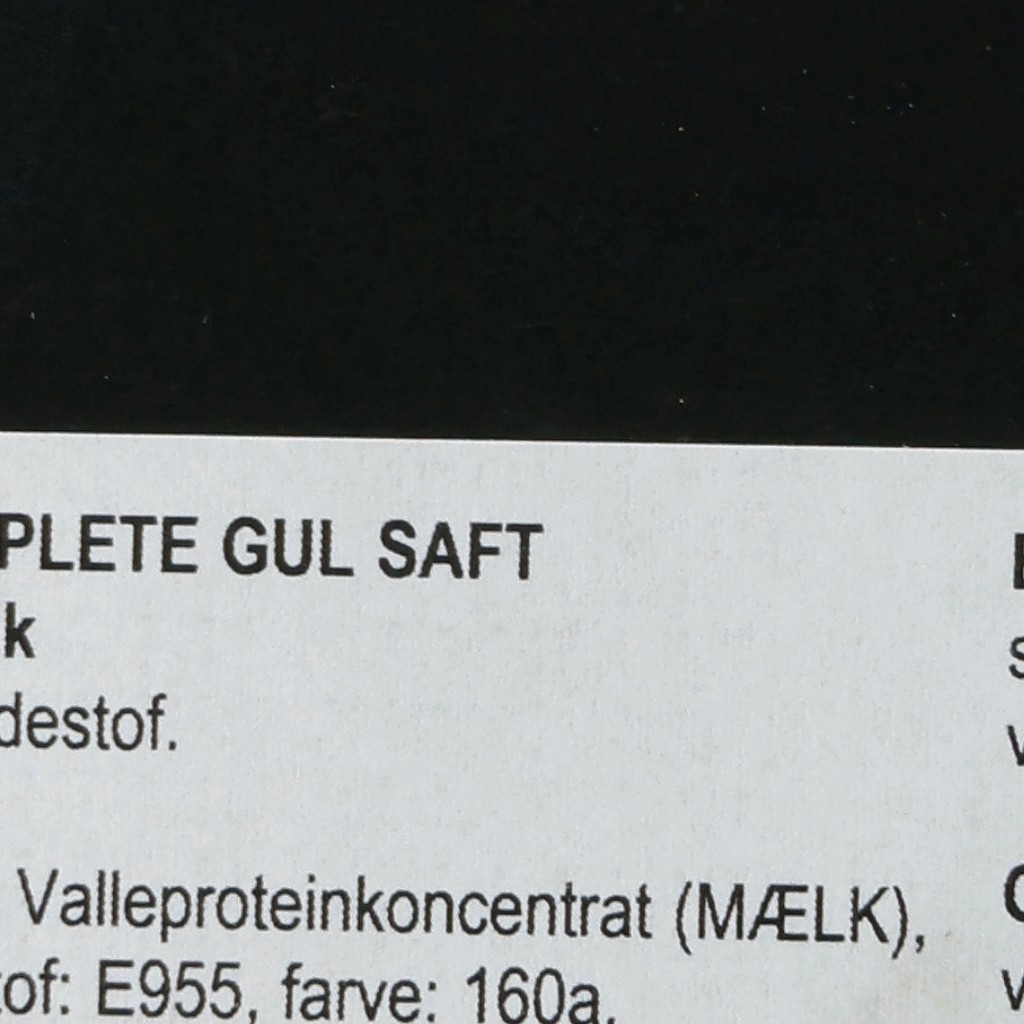 PLETE GUL SAFT
k
destof.
Valleproteinkoncentrat (MÆLK),
tof: E955, farve: 160a.